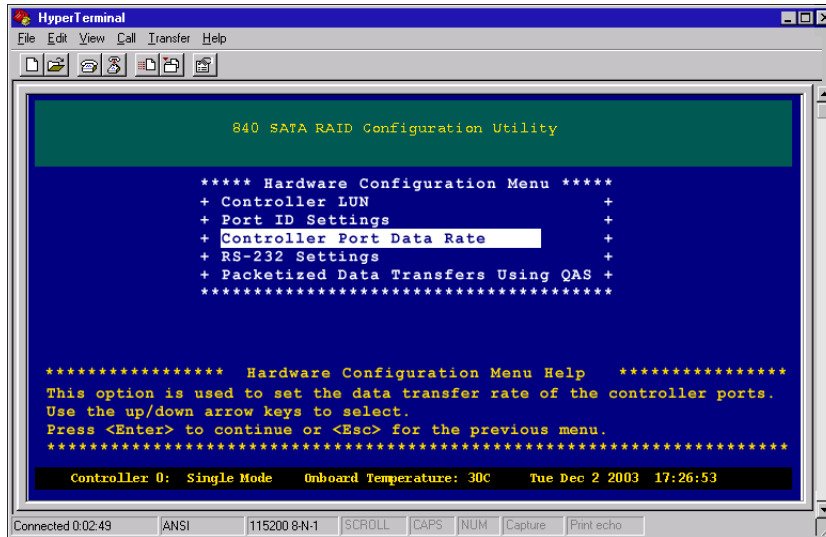 HyperTerminal
File Edit View Call Transfer Help
840 SATA RAID Configuration Utility
***** Hardware Configuration Menu *****
+ Controller LUN +
+ Port ID Settings +
+ Controller Port Data Rate +
+ RS-232 Settings +
+ Packetized Data Transfers Using QAS +
***************************************
***************** Hardware Configuration Menu Help ****************
This option is used to set the data transfer rate of the controller ports.
Use the up/down arrow keys to select.
Press <Enter> to continue or <Esc> for the previous menu.
***********************************************************************
Controller 0: Single Mode Onboard Temperature: 30C Tue Dec 2 2003 17:26:53
Connected 0:02:49 ANSI 115200 8-N-1 SCROLL CAPS NUM Capture Print echo